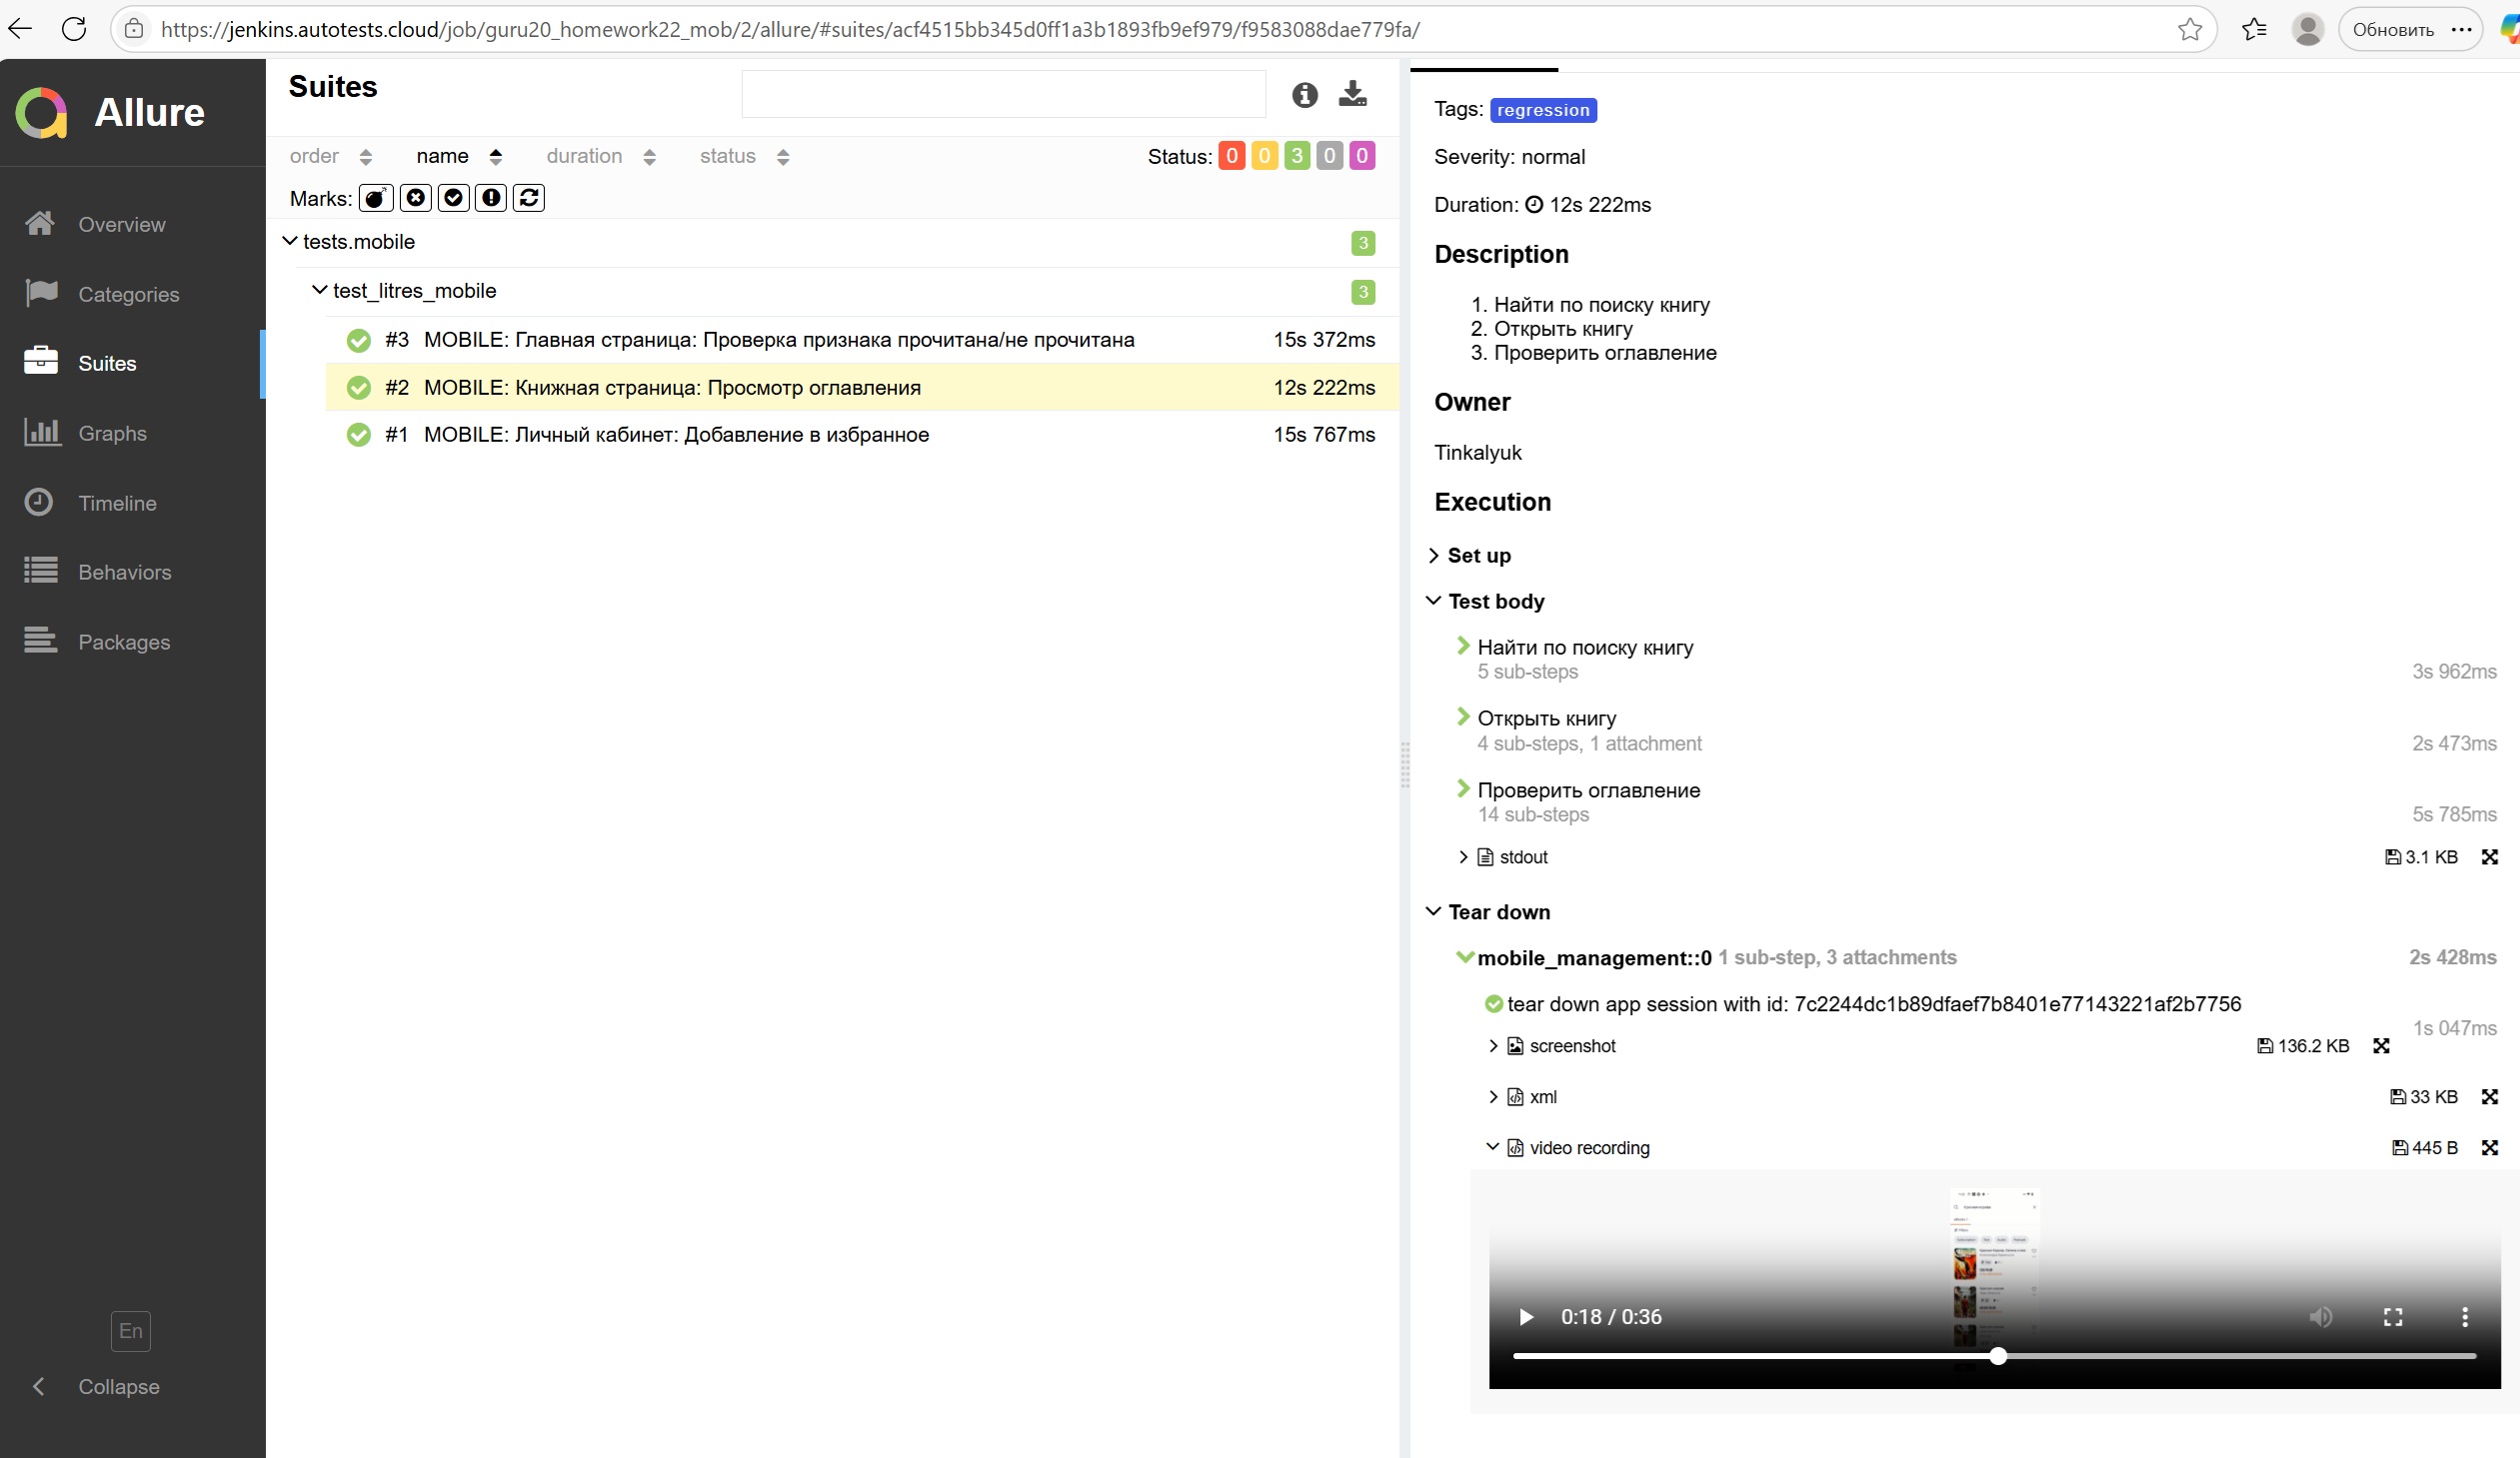 https://jenkins.autotests.cloud/job/guru20_homework22_mob/2/allure/#suites/acf4515bb345d0ff1a3b1893fb9ef979/f9583088dae779fa/
Обновить
Allure
Overview
Categories
Suites
Graphs
Timeline
Behaviors
Packages
En
Collapse
Suites
order name duration status Status: 0 0 3 0 0
Marks:
tests.mobile 3
test_litres_mobile 3
#3 MOBILE: Главная страница: Проверка признака прочитана/не прочитана 15s 372ms
#2 MOBILE: Книжная страница: Просмотр оглавления 12s 222ms
#1 MOBILE: Личный кабинет: Добавление в избранное 15s 767ms
Tags: regression
Severity: normal
Duration: 12s 222ms
Description
1. Найти по поиску книгу
2. Открыть книгу
3. Проверить оглавление
Owner
Tinkalyuk
Execution
Set up
Test body
Найти по поиску книгу
5 sub-steps 3s 962ms
Открыть книгу
4 sub-steps, 1 attachment 2s 473ms
Проверить оглавление
14 sub-steps 5s 785ms
stdout 3.1 KB
Tear down
mobile_management::0 1 sub-step, 3 attachments 2s 428ms
tear down app session with id: 7c2244dc1b89dfaef7b8401e77143221af2b7756
1s 047ms
screenshot 136.2 KB
xml 33 KB
video recording 445 B
0:18 / 0:36